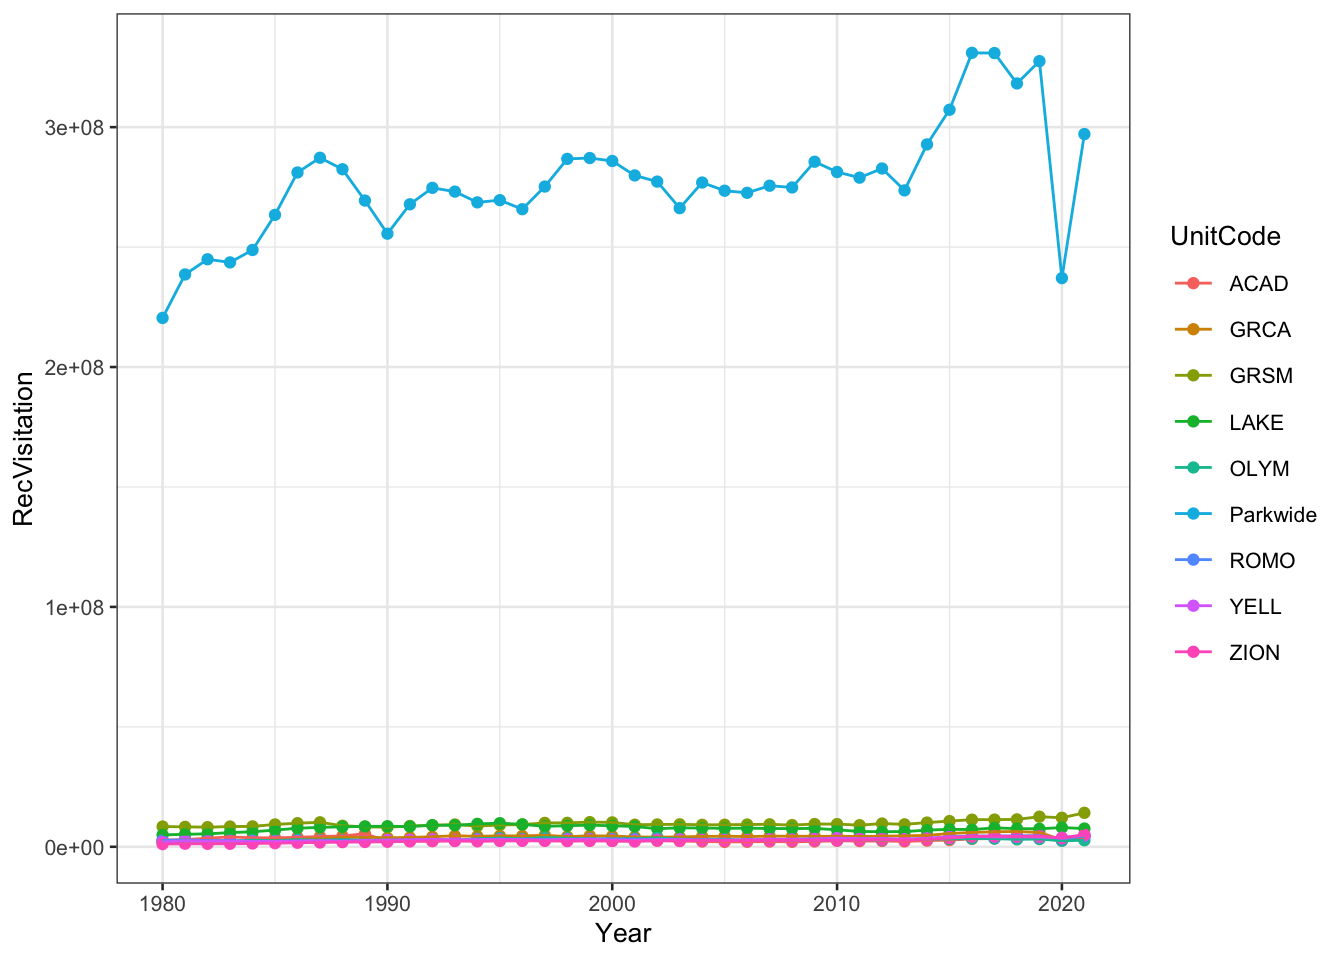 3e+08
2e+08
1e+08
0e+00
RecVisitation
1980 1990 2000 2010 2020
Year
UnitCode
ACAD
GRCA
GRSM
LAKE
OLYM
Parkwide
ROMO
YELL
ZION